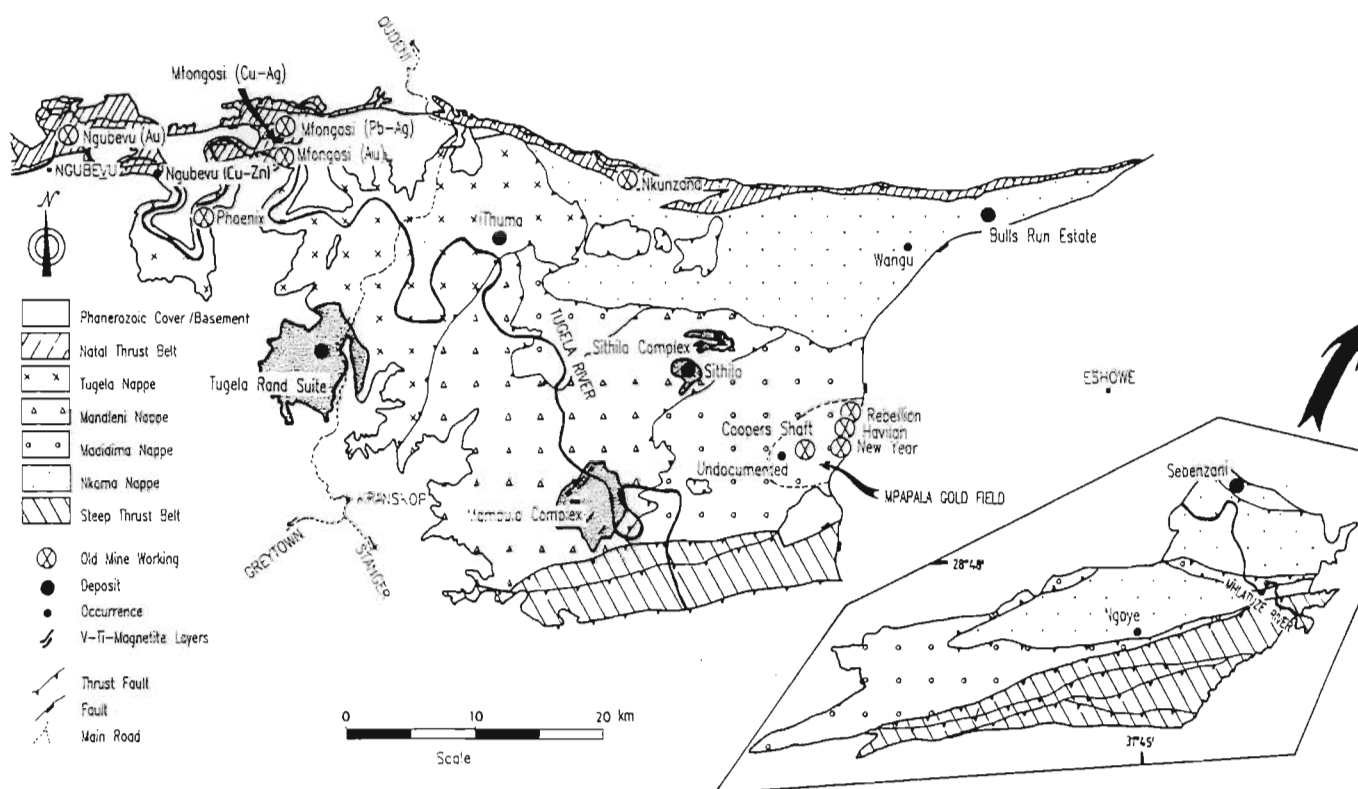 QUDENI
Mfongosi (Cu-Ag)
Ngubevu (Au)
Mfongosi (Pb-Ag)
Mfongosi (Au)
NGUBEVU
Ngubevu (Cu-Zn)
Nkunzana
N
Phoenix
iThuma
Bulls Run Estate
Wangu
Phanerozoic Cover/Basement
Natal Thrust Belt
Tugela Nappe
Mandleni Nappe
Madidima Nappe
Nkomo Nappe
Steep Thrust Belt
TUGELA RIVER
Sithilo Complex
Sithilo
Tugela Rand Suite
ESHOWE
Rebellion
Havilah
New Year
Coopers Shaft
Undocumented
MPAPALA GOLD FIELD
KRANSKOP
Mambula Complex
GREYTOWN
STANGER
Old Mine Working
Deposit
Occurrence
V-Ti-Magnetite Layers
Thrust Fault
Fault
Main Road
0 10 20 km
Scale
Sebenzani
28°48'
MHLATUZE RIVER
Ngoye
31°45'